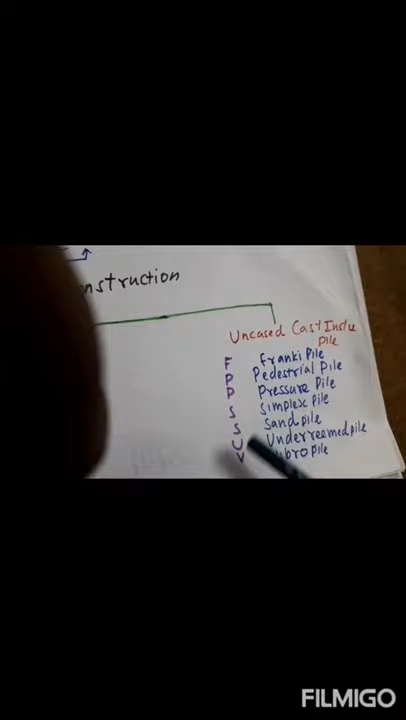 nstruction
Uncased Cast Insitu
Pile
F Franki Pile
P Pedestrial Pile
P Pressure Pile
S Simplex Pile
S Sand pile
U Underreemed pile
V bro pile
FILMIGO